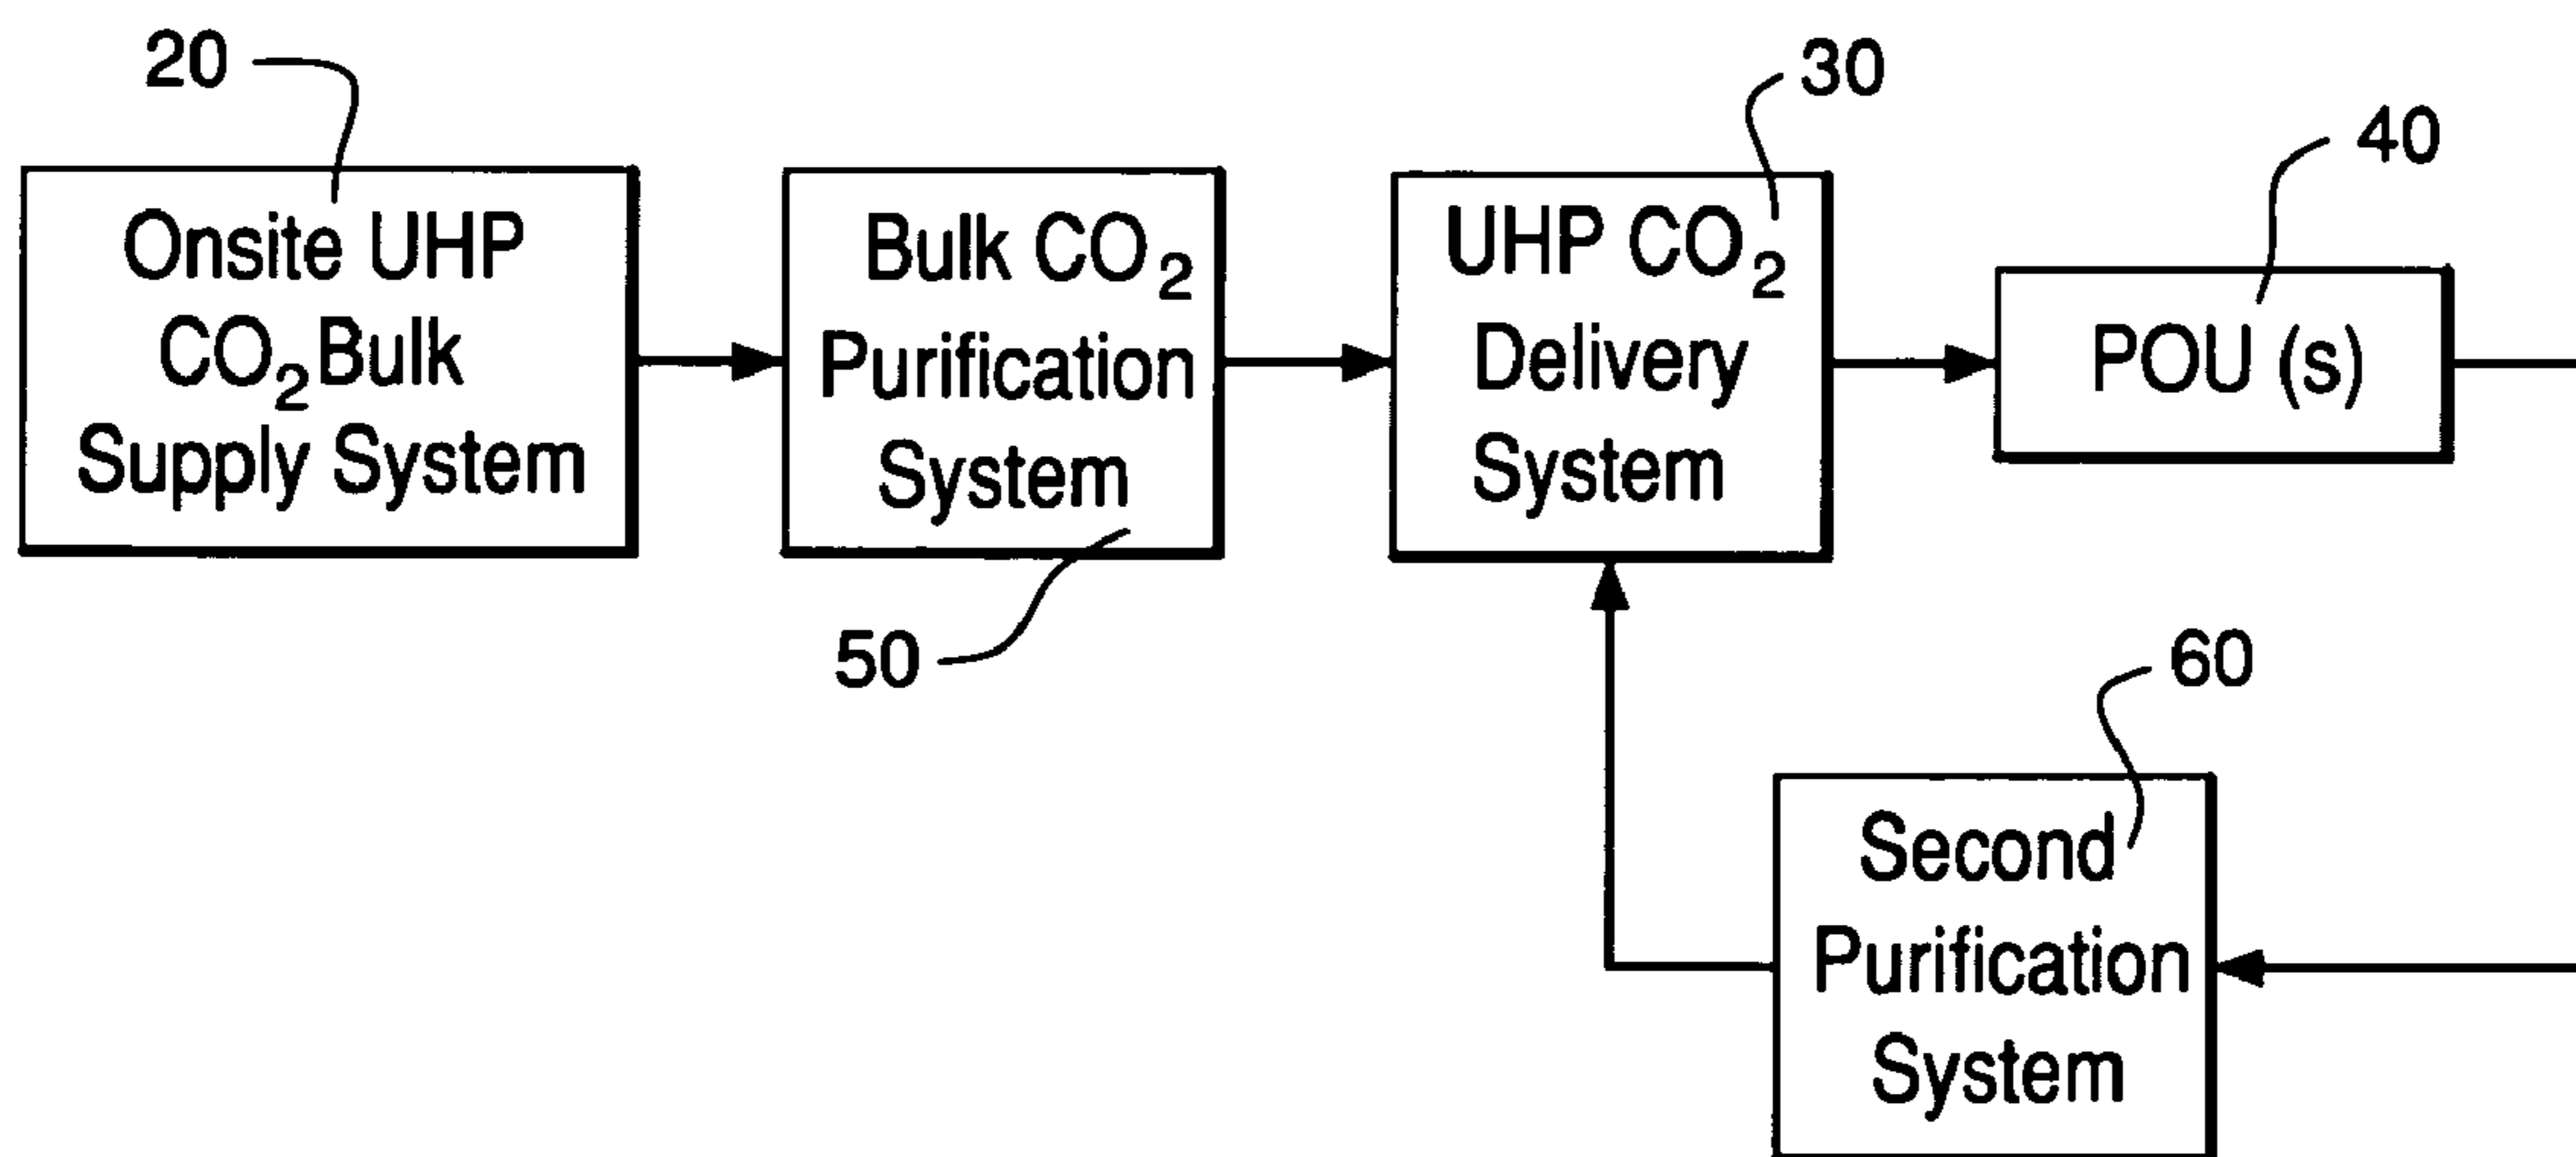 20
Onsite UHP
CO₂ Bulk
Supply System
Bulk CO₂
Purification
System
50
30
UHP CO₂
Delivery
System
40
POU (s)
60
Second
Purification
System